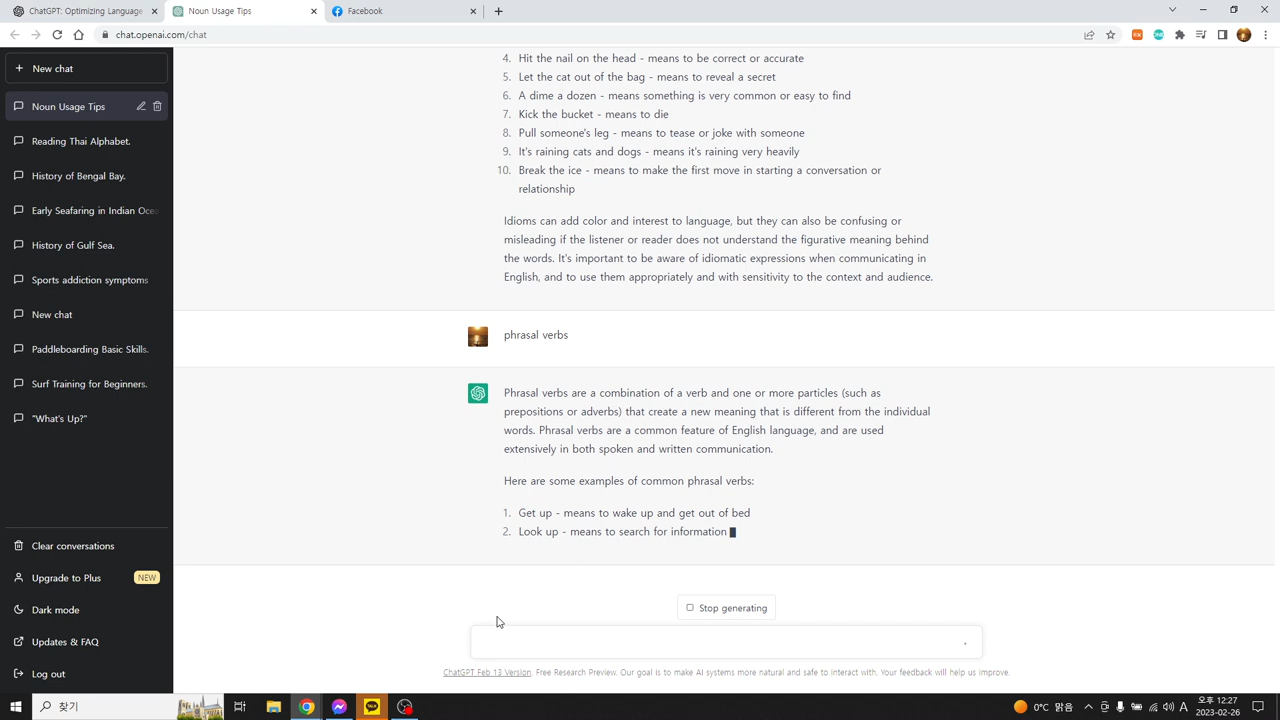 ChatGPT: Optimizing Language
Noun Usage Tips
Facebook
chat.openai.com/chat
New chat
Noun Usage Tips
Reading Thai Alphabet.
History of Bengal Bay.
Early Seafaring in Indian Ocea
History of Gulf Sea.
Sports addiction symptoms
New chat
Paddleboarding Basic Skills.
Surf Training for Beginners.
"What's Up?"
Clear conversations
Upgrade to Plus NEW
Dark mode
Updates & FAQ
Log out
4. Hit the nail on the head - means to be correct or accurate
5. Let the cat out of the bag - means to reveal a secret
6. A dime a dozen - means something is very common or easy to find
7. Kick the bucket - means to die
8. Pull someone's leg - means to tease or joke with someone
9. It's raining cats and dogs - means it's raining very heavily
10. Break the ice - means to make the first move in starting a conversation or
relationship
Idioms can add color and interest to language, but they can also be confusing or
misleading if the listener or reader does not understand the figurative meaning behind
the words. It's important to be aware of idiomatic expressions when communicating in
English, and to use them appropriately and with sensitivity to the context and audience.
phrasal verbs
Phrasal verbs are a combination of a verb and one or more particles (such as
prepositions or adverbs) that create a new meaning that is different from the individual
words. Phrasal verbs are a common feature of English language, and are used
extensively in both spoken and written communication.
Here are some examples of common phrasal verbs:
1. Get up - means to wake up and get out of bed
2. Look up - means to search for information
Stop generating
ChatGPT Feb 13 Version. Free Research Preview. Our goal is to make AI systems more natural and safe to interact with. Your feedback will help us improve.
찾기
TALK
0°C 맑음
A
오후 12:27
2023-02-26